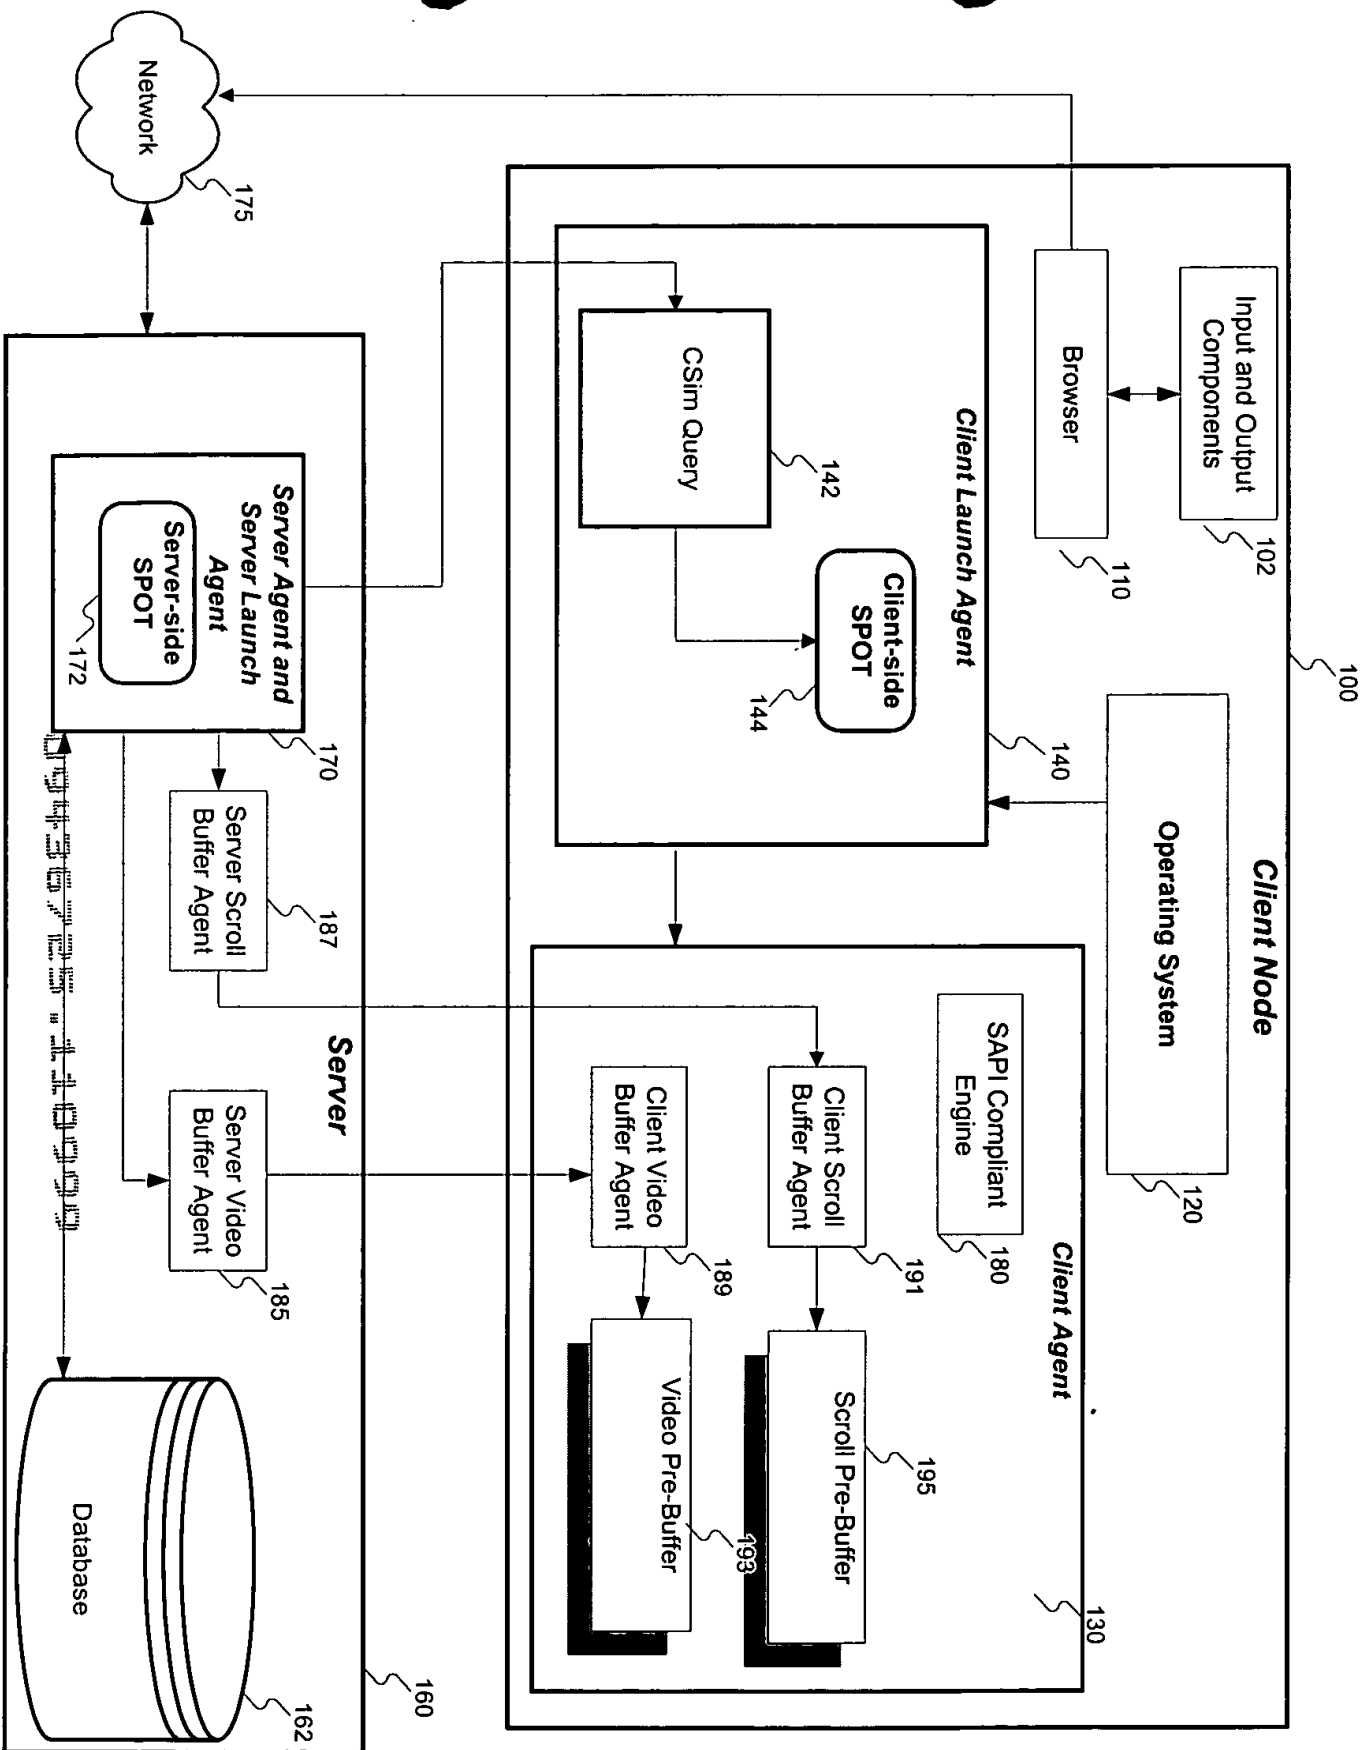 100
Client Node
Input and Output
Components
102
Browser
110
Operating System
120
Client Launch Agent
140
CSim Query
142
Client-side
SPOT
144
Client Agent
130
SAPI Compliant
Engine
180
Client Scroll
Buffer Agent
191
Scroll Pre-Buffer
195
Client Video
Buffer Agent
189
Video Pre-Buffer
193
Network
175
Server
160
Server Agent and
Server Launch
Agent
170
Server-side
SPOT
172
Server Scroll
Buffer Agent
187
Server Video
Buffer Agent
185
Database
162